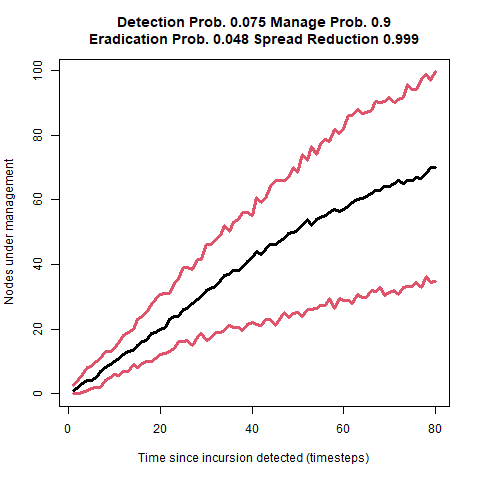 Detection Prob. 0.075 Manage Prob. 0.9
Eradication Prob. 0.048 Spread Reduction 0.999
Nodes under management
100
80
60
40
20
0
0 20 40 60 80
Time since incursion detected (timesteps)